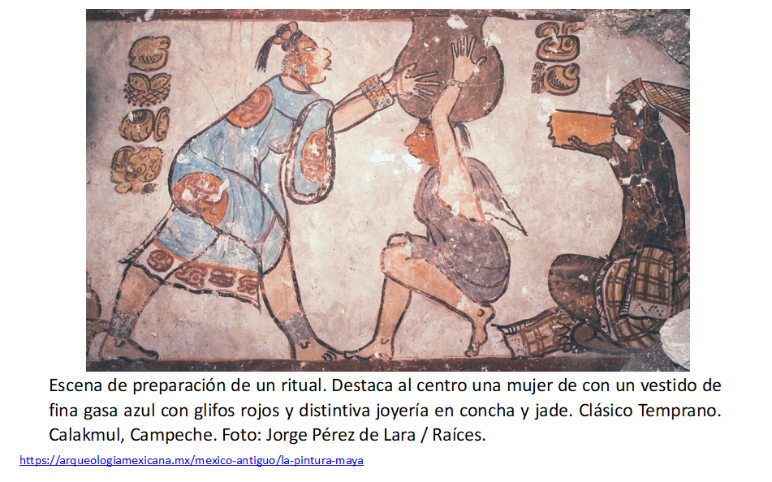 Escena de preparación de un ritual. Destaca al centro una mujer de con un vestido de
fina gasa azul con glifos rojos y distintiva joyería en concha y jade. Clásico Temprano.
Calakmul, Campeche. Foto: Jorge Pérez de Lara / Raíces.
https://arqueologiamexicana.mx/mexico-antiguo/la-pintura-maya